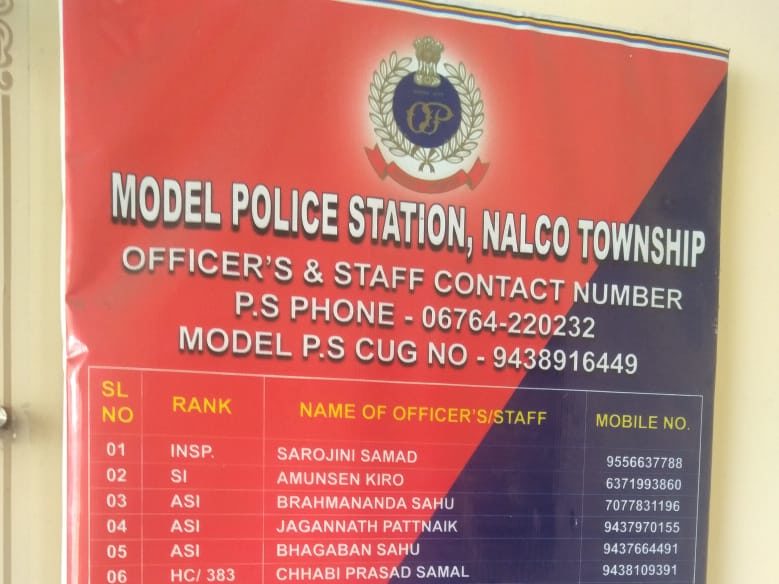 OP
MODEL POLICE STATION, NALCO TOWNSHIP
OFFICER'S & STAFF CONTACT NUMBER
P.S PHONE - 06764-220232
MODEL P.S CUG NO - 9438916449
SL NO RANK NAME OF OFFICER'S/STAFF MOBILE NO.
01 INSP. SAROJINI SAMAD 9556637788
02 SI AMUNSEN KIRO 6371993860
03 ASI BRAHMANANDA SAHU 7077831196
04 ASI JAGANNATH PATTNAIK 9437970155
05 ASI BHAGABAN SAHU 9437664491
06 HC/ 383 CHHABI PRASAD SAMAL 9438109391